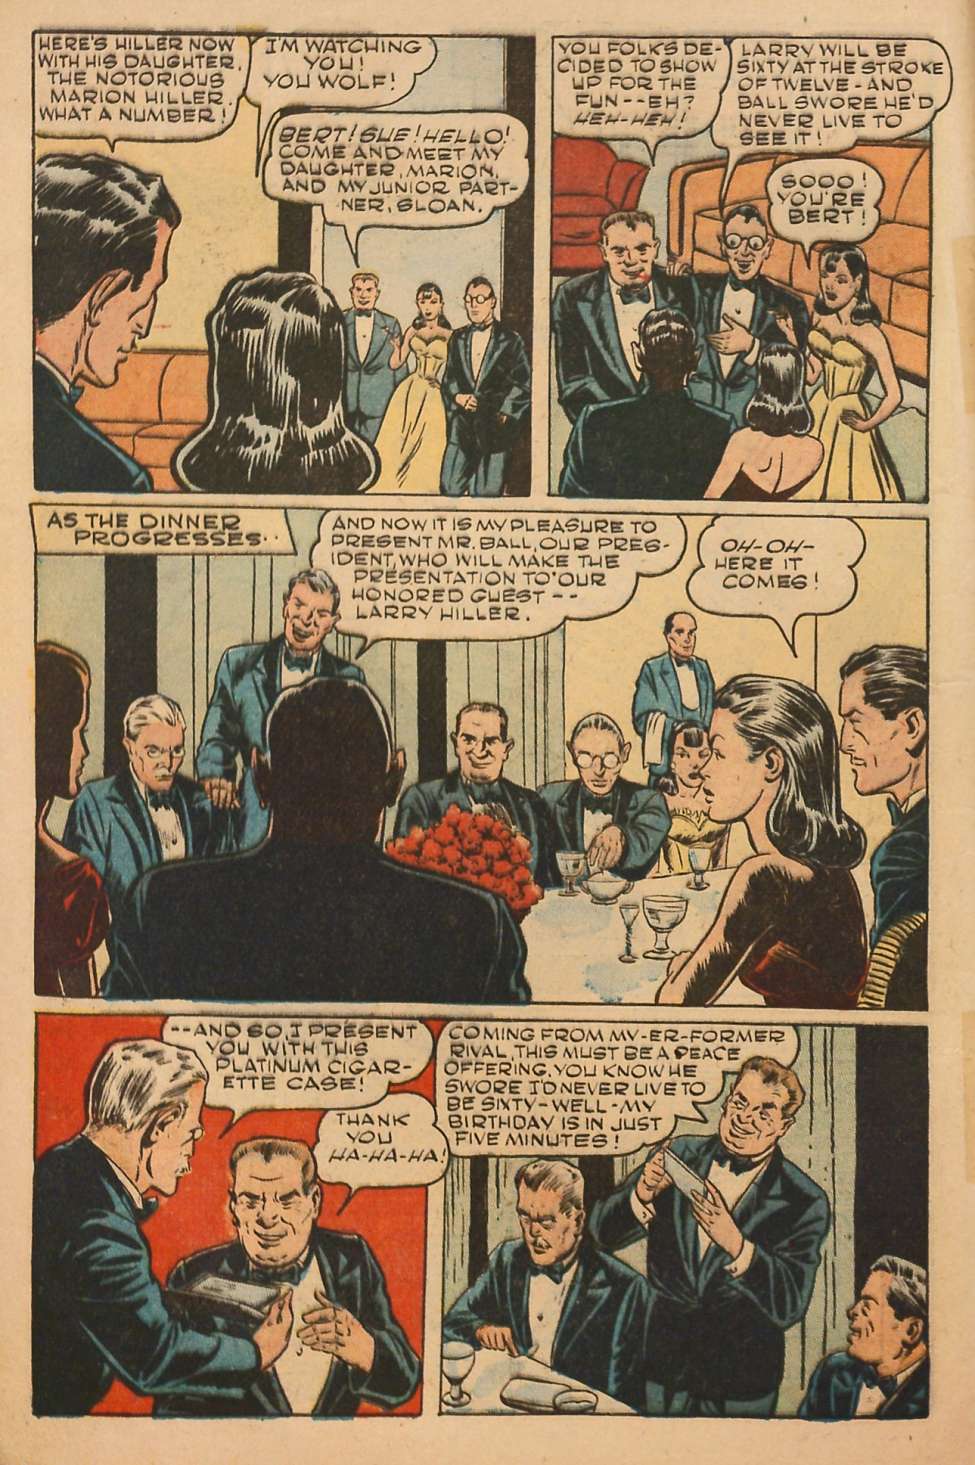 HERE'S HILLER NOW
WITH HIS DAUGHTER,
THE NOTORIOUS
MARION HILLER.
WHAT A NUMBER!
I'M WATCHING
YOU!
YOU WOLF!
BERT! SUE! HELLO!
COME AND MEET MY
DAUGHTER, MARION,
AND MY JUNIOR PART-
NER, SLOAN.
YOU FOLKS DE-
CIDED TO SHOW
UP FOR THE
FUN--EH?
HEH-HEH!
LARRY WILL BE
SIXTY AT THE STROKE
OF TWELVE-AND
BALL SWORE HE'D
NEVER LIVE TO
SEE IT!
SOOO!
YOU'RE
BERT!
AS THE DINNER
PROGRESSES..
AND NOW IT IS MY PLEASURE TO
PRESENT MR. BALL, OUR PRES-
IDENT, WHO WILL MAKE THE
PRESENTATION TO OUR
HONORED GUEST--
LARRY HILLER.
OH-OH-
HERE IT
COMES!
--AND SO, I PRESENT
YOU WITH THIS
PLATINUM CIGAR-
ETTE CASE!
THANK
YOU
HA-HA-HA!
COMING FROM MY-ER-FORMER
RIVAL, THIS MUST BE A PEACE
OFFERING, YOU KNOW HE
SWORE I'D NEVER LIVE TO
BE SIXTY-WELL-MY
BIRTHDAY IS IN JUST
FIVE MINUTES!